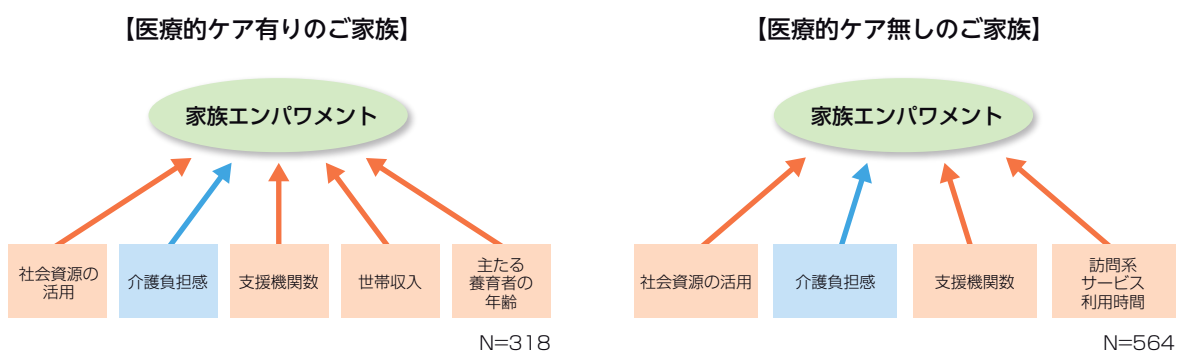 【医療的ケア有りのご家族】
家族エンパワメント
社会資源の
活用
介護負担感
支援機関数
世帯収入
主たる
養育者の
年齢
N=318
【医療的ケア無しのご家族】
家族エンパワメント
社会資源の活用
介護負担感
支援機関数
訪問系
サービス
利用時間
N=564